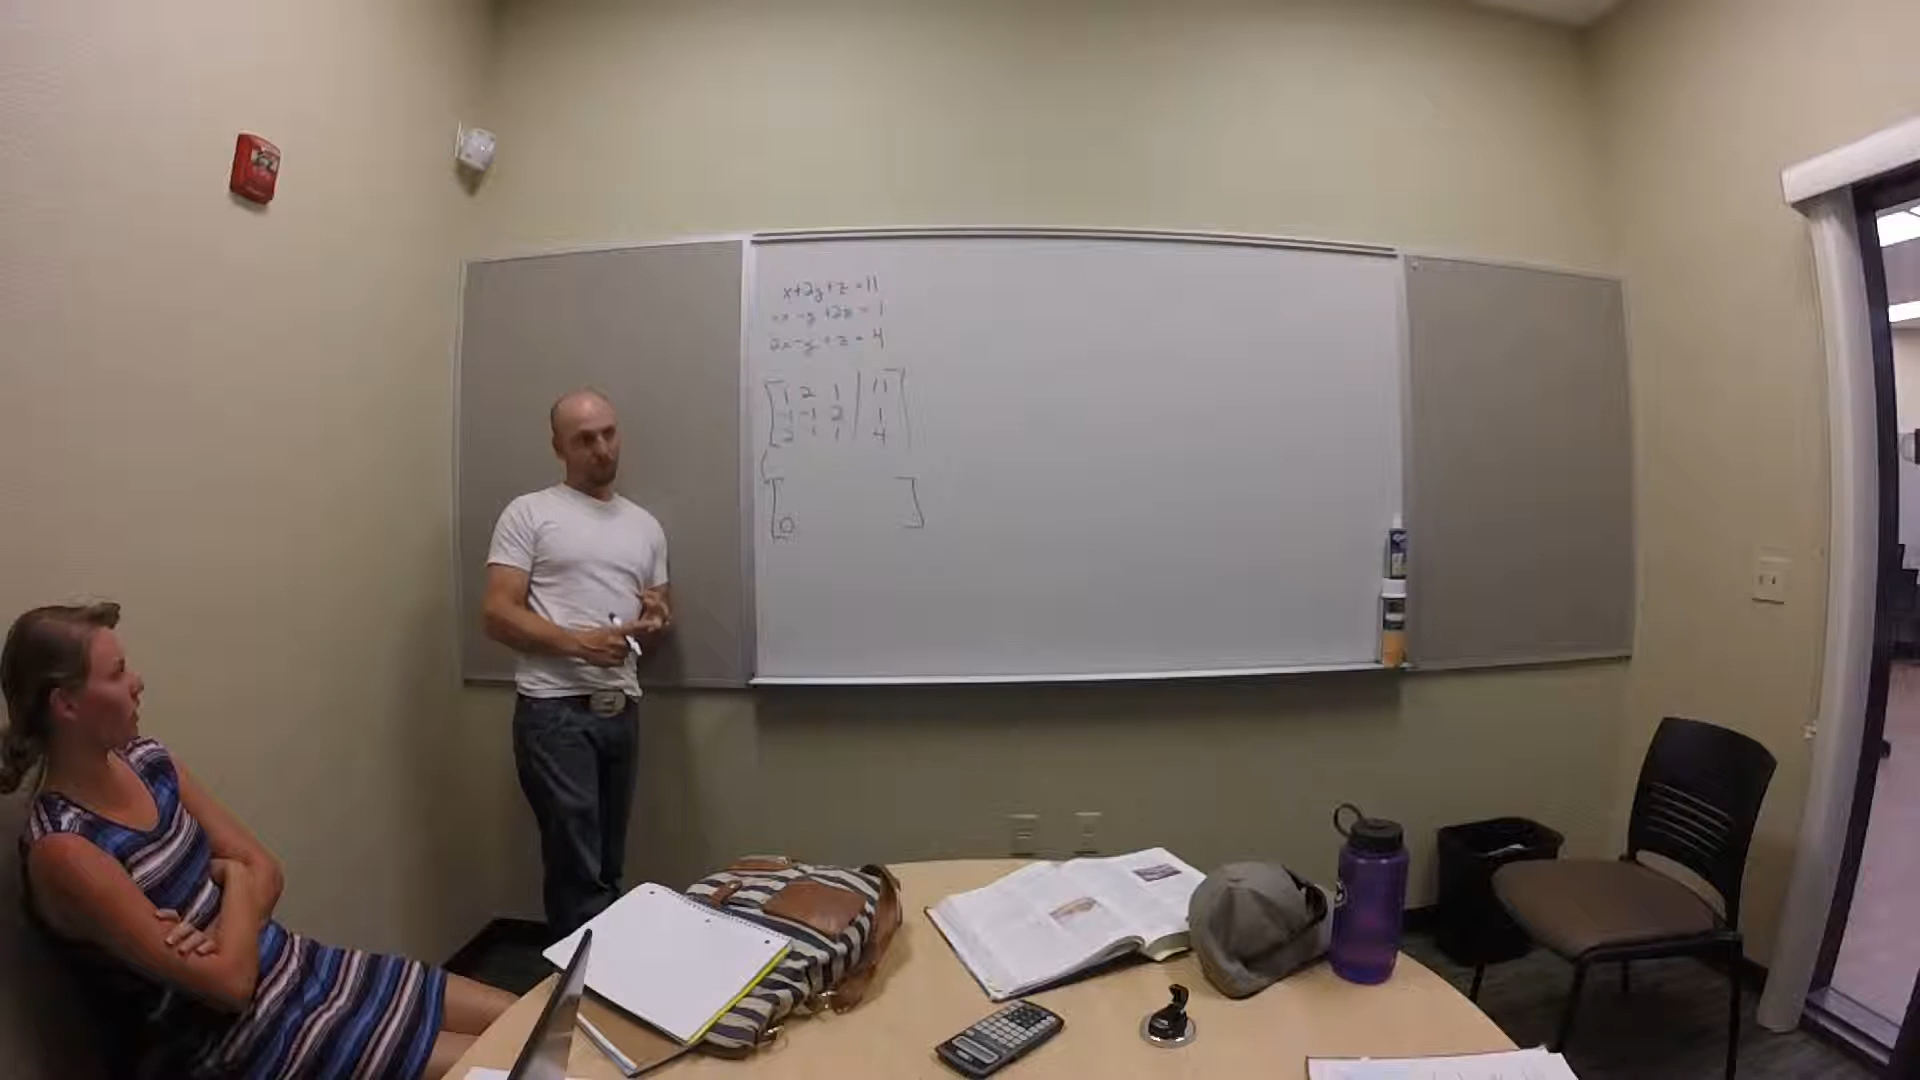 x+2y+z=11
-x-y+2z=1
2x-y+z=4
1 2 1 | 11
-1 -1 2 | 1
2 -1 1 | 4
0